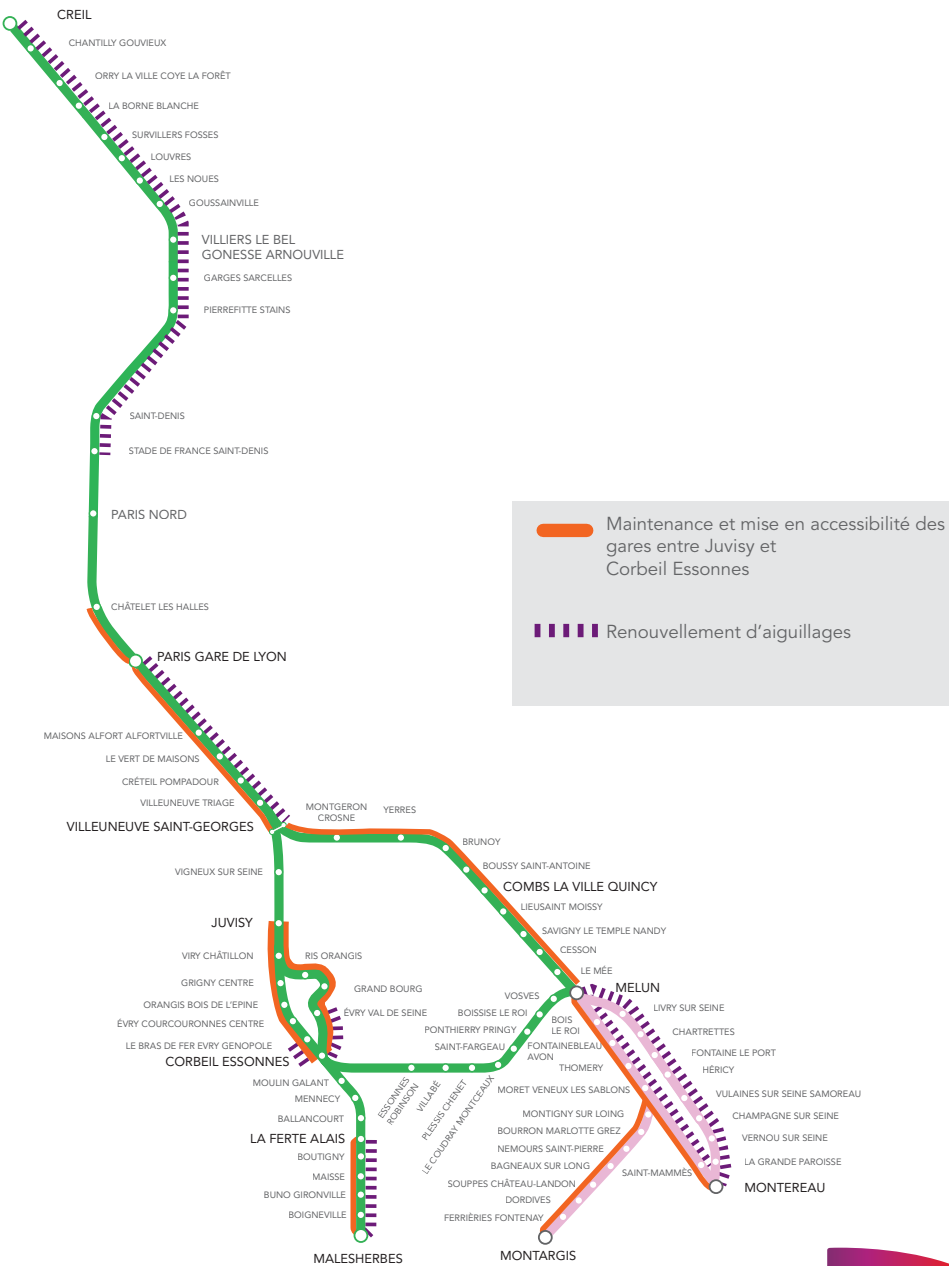 CREIL
CHANTILLY GOUVIEUX
ORRY LA VILLE COYE LA FORÊT
LA BORNE BLANCHE
SURVILLERS FOSSES
LOUVRES
LES NOUES
GOUSSAINVILLE
VILLIERS LE BEL
GONESSE ARNOUVILLE
GARGES SARCELLES
PIERREFITTE STAINS
SAINT-DENIS
STADE DE FRANCE SAINT-DENIS
PARIS NORD
CHÂTELET LES HALLES
PARIS GARE DE LYON
Maintenance et mise en accessibilité des
gares entre Juvisy et
Corbeil Essonnes
Renouvellement d'aiguillages
MAISONS ALFORT ALFORTVILLE
LE VERT DE MAISONS
CRÉTEIL POMPADOUR
VILLEUNEUVE TRIAGE
VILLEUNEUVE SAINT-GEORGES
MONTGERON
CROSNE
YERRES
BRUNOY
BOUSSY SAINT-ANTOINE
COMBS LA VILLE QUINCY
LIEUSAINT MOISSY
SAVIGNY LE TEMPLE NANDY
CESSON
LE MÉE
MELUN
VIGNEUX SUR SEINE
JUVISY
VIRY CHÂTILLON
GRIGNY CENTRE
ORANGIS BOIS DE L'EPINE
ÉVRY COURCOURONNES CENTRE
LE BRAS DE FER EVRY GENOPOLE
CORBEIL ESSONNES
RIS ORANGIS
GRAND BOURG
ÉVRY VAL DE SEINE
VOSVES
BOISSISE LE ROI
PONTHIERRY PRINGY
SAINT-FARGEAU
LE COUDRAY MONTCEAUX
PLESSIS CHENET
VILLABÉ
ESSONNES
ROBINSON
MOULIN GALANT
MENNECY
BALLANCOURT
LA FERTE ALAIS
BOUTIGNY
MAISSE
BUNO GIRONVILLE
BOIGNEVILLE
MALESHERBES
BOIS
LE ROI
FONTAINEBLEAU
AVON
THOMERY
MORET VENEUX LES SABLONS
MONTIGNY SUR LOING
BOURRON MARLOTTE GREZ
NEMOURS SAINT-PIERRE
BAGNEAUX SUR LONG
SOUPPES CHÂTEAU-LANDON
DORDIVES
FERRIÈRIES FONTENAY
MONTARGIS
SAINT-MAMMÈS
LIVRY SUR SEINE
CHARTRETTES
FONTAINE LE PORT
HÉRICY
VULAINES SUR SEINE SAMOREAU
CHAMPAGNE SUR SEINE
VERNOU SUR SEINE
LA GRANDE PAROISSE
MONTEREAU